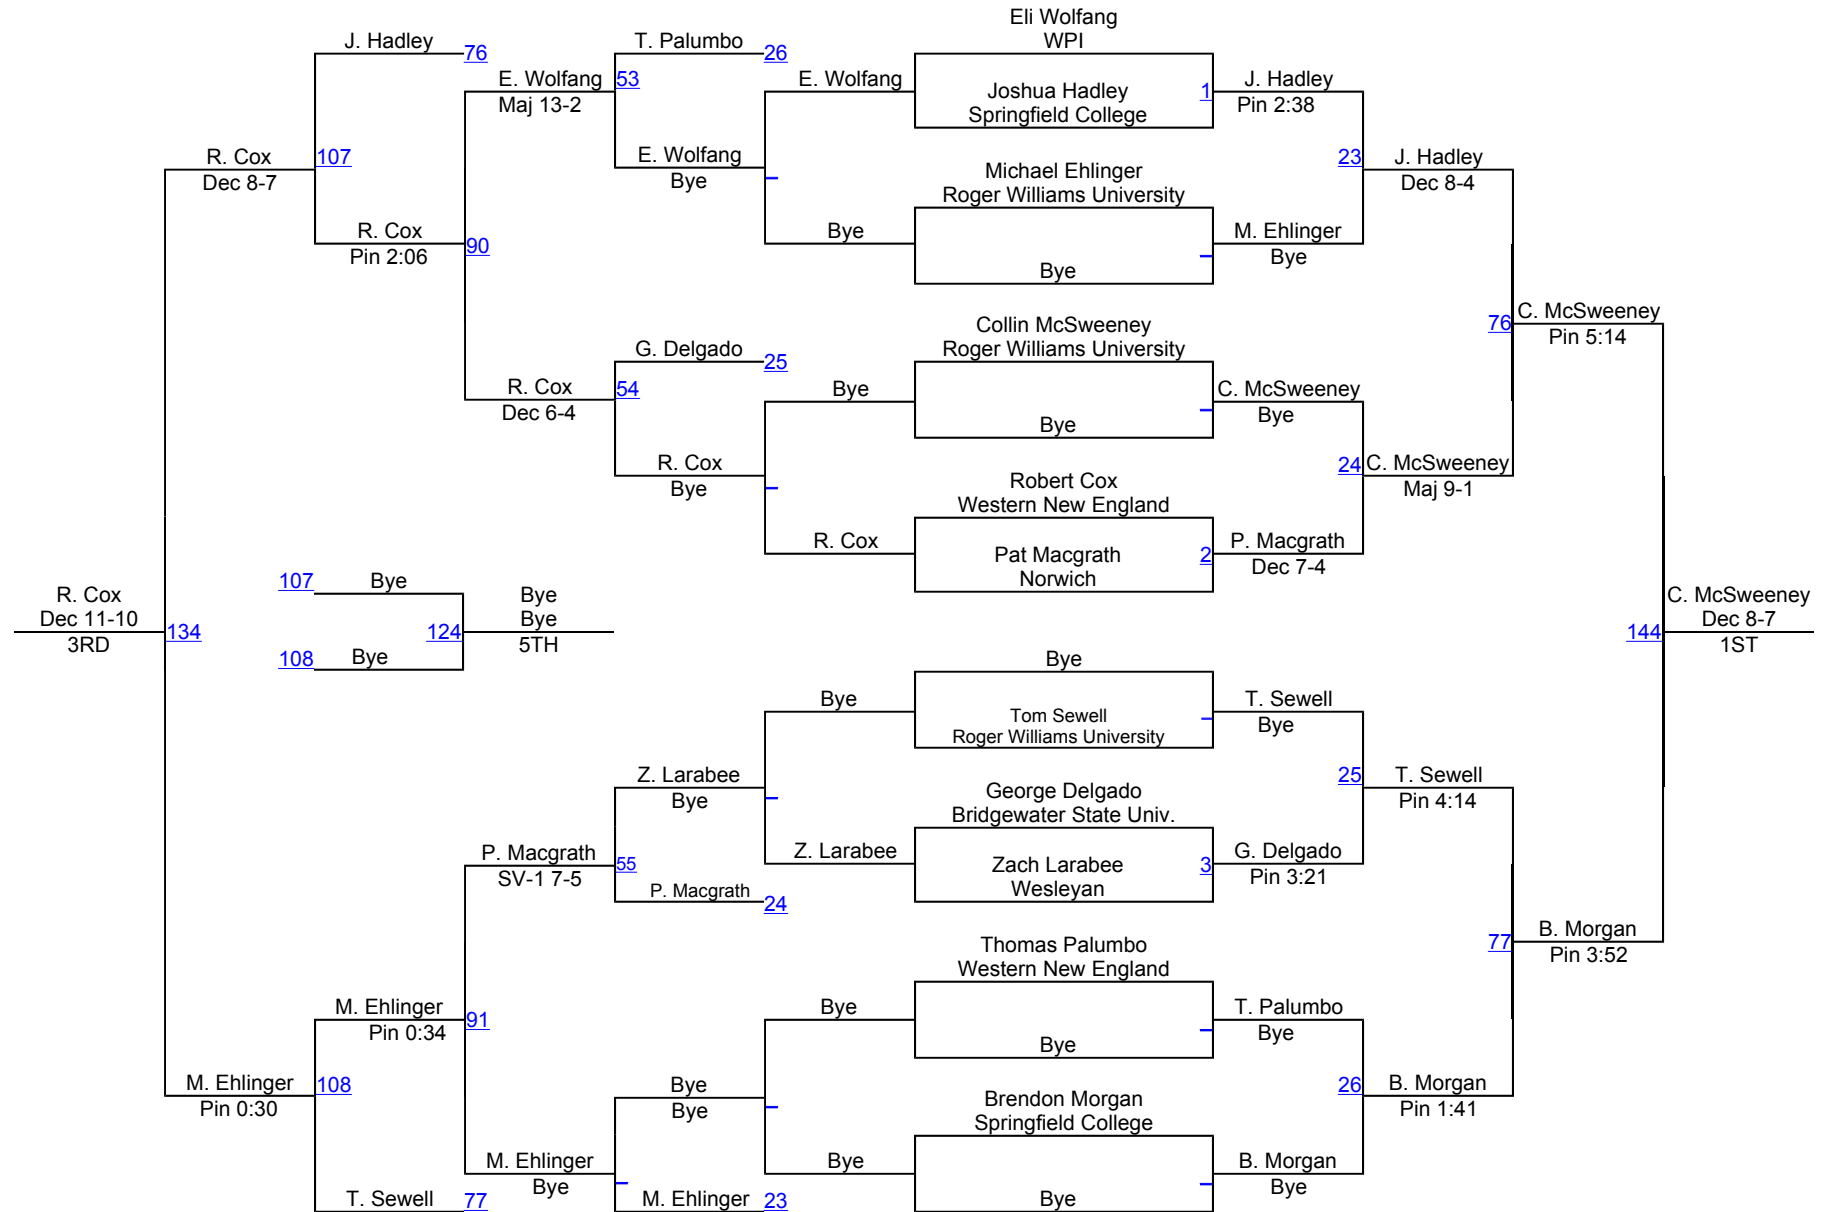 Eli Wolfang
WPI
J. Hadley
76
T. Palumbo
26
E. Wolfang
53
Maj 13-2
E. Wolfang
Joshua Hadley
Springfield College
1
J. Hadley
Pin 2:38
R. Cox
Dec 8-7
107
E. Wolfang
Bye
Michael Ehlinger
Roger Williams University
23
J. Hadley
Dec 8-4
R. Cox
Pin 2:06
90
Bye
Bye
M. Ehlinger
Bye
Collin McSweeney
Roger Williams University
76
C. McSweeney
Pin 5:14
G. Delgado
25
R. Cox
Dec 6-4
54
Bye
Bye
C. McSweeney
Bye
R. Cox
Bye
Robert Cox
Western New England
24
C. McSweeney
Maj 9-1
R. Cox
Pat Macgrath
Norwich
2
P. Macgrath
Dec 7-4
R. Cox
Dec 11-10
3RD
134
107
Bye
108
Bye
124
Bye
Bye
5TH
144
C. McSweeney
Dec 8-7
1ST
Bye
Bye
Tom Sewell
Roger Williams University
T. Sewell
Bye
Z. Larabee
Bye
George Delgado
Bridgewater State Univ.
25
T. Sewell
Pin 4:14
P. Macgrath
SV-1 7-5
55
P. Macgrath
24
Z. Larabee
Zach Larabee
Wesleyan
3
G. Delgado
Pin 3:21
Thomas Palumbo
Western New England
77
B. Morgan
Pin 3:52
M. Ehlinger
Pin 0:34
91
Bye
Bye
T. Palumbo
Bye
M. Ehlinger
Pin 0:30
108
Bye
Bye
Brendon Morgan
Springfield College
26
B. Morgan
Pin 1:41
M. Ehlinger
Bye
Bye
Bye
B. Morgan
Bye
T. Sewell
77
M. Ehlinger
23